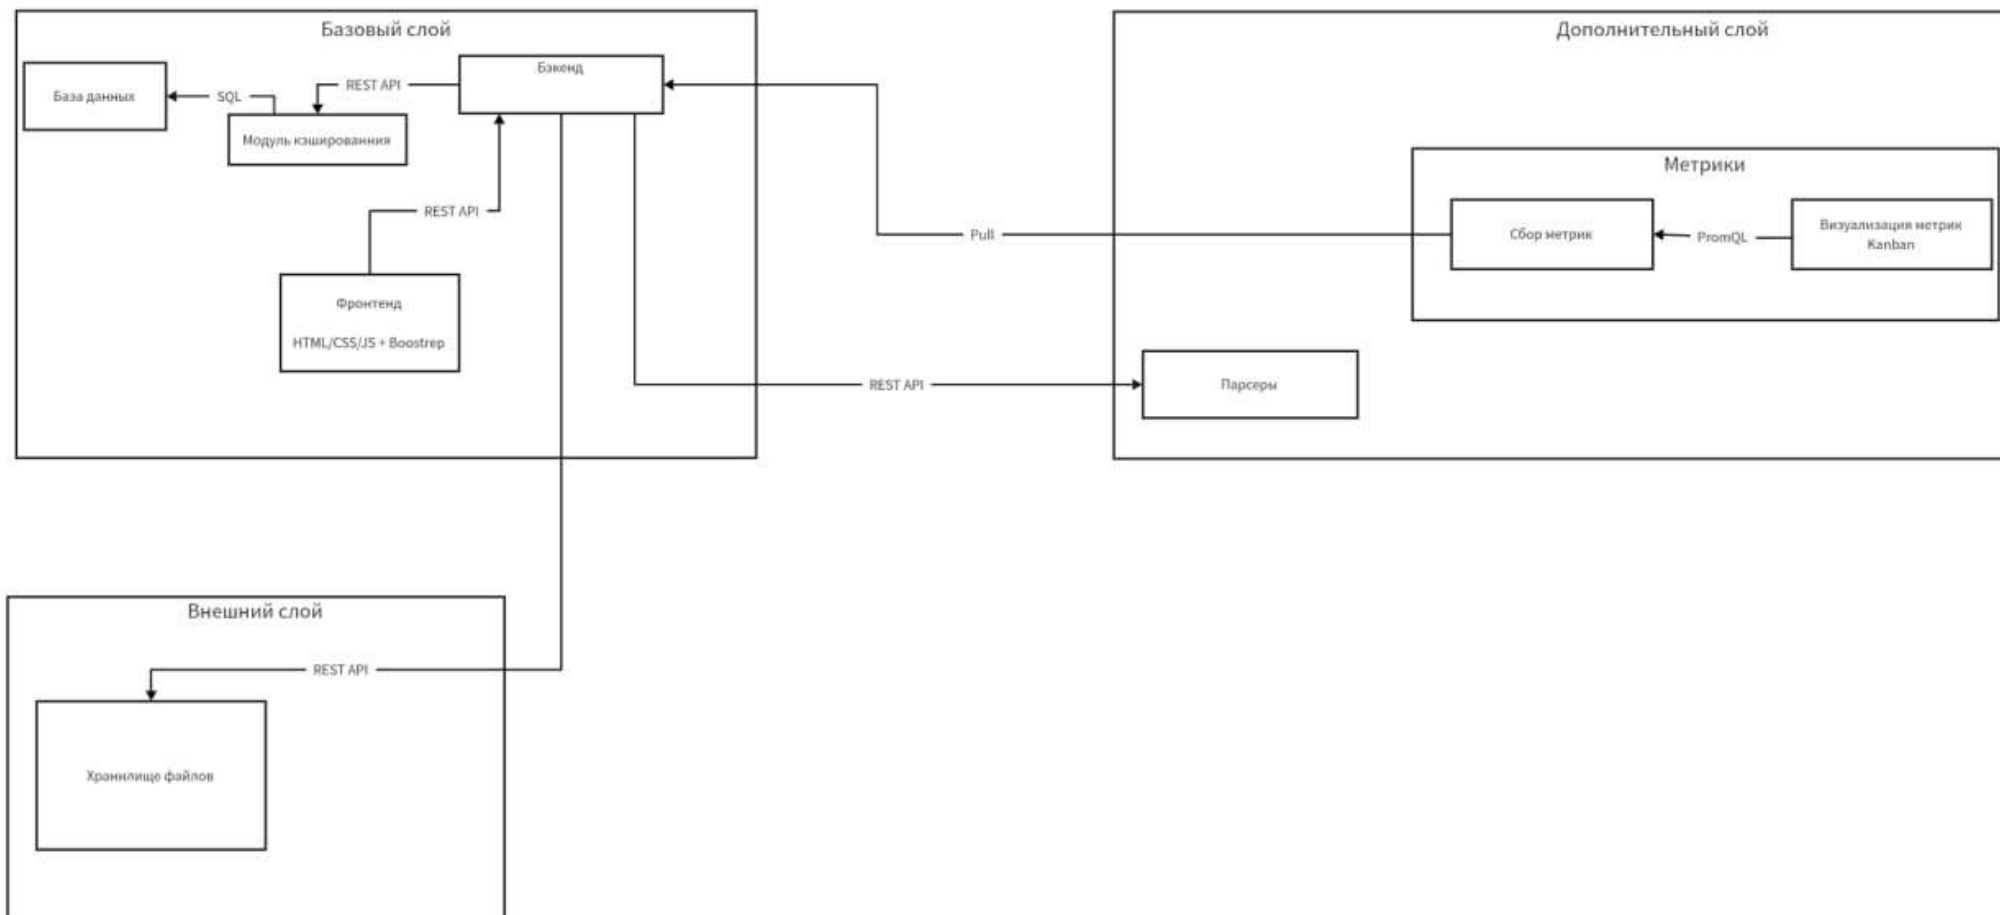 Базовый слой
Бэкенд
REST API
База данных
SQL
Модуль кэшированния
REST API
Фронтенд
HTML/CSS/JS + Boostrep
Дополнительный слой
Метрики
Сбор метрик
PromQL
Визуализация метрик
Kanban
Pull
REST API
Парсеры
Внешний слой
REST API
Хранилище файлов